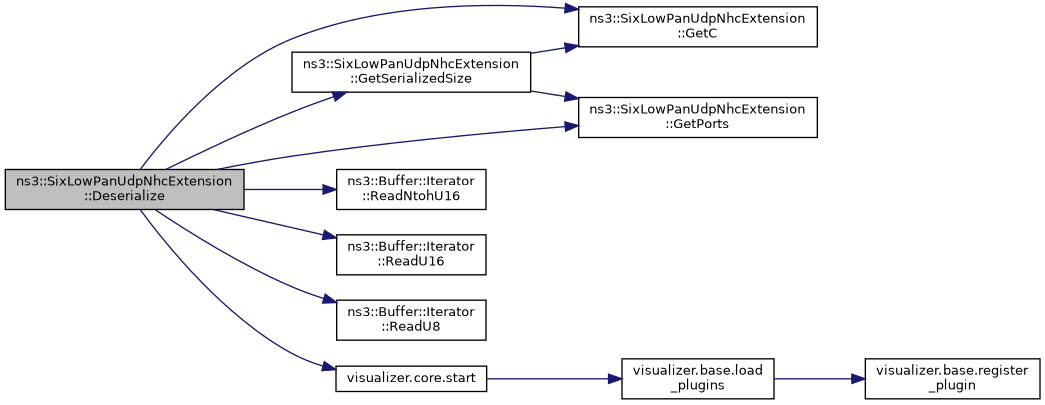 ns3::SixLowPanUdpNhcExtension
::GetC
ns3::SixLowPanUdpNhcExtension
::GetSerializedSize
ns3::SixLowPanUdpNhcExtension
::GetPorts
ns3::SixLowPanUdpNhcExtension
::Deserialize
ns3::Buffer::Iterator
::ReadNtohU16
ns3::Buffer::Iterator
::ReadU16
ns3::Buffer::Iterator
::ReadU8
visualizer.core.start
visualizer.base.load
_plugins
visualizer.base.register
_plugin